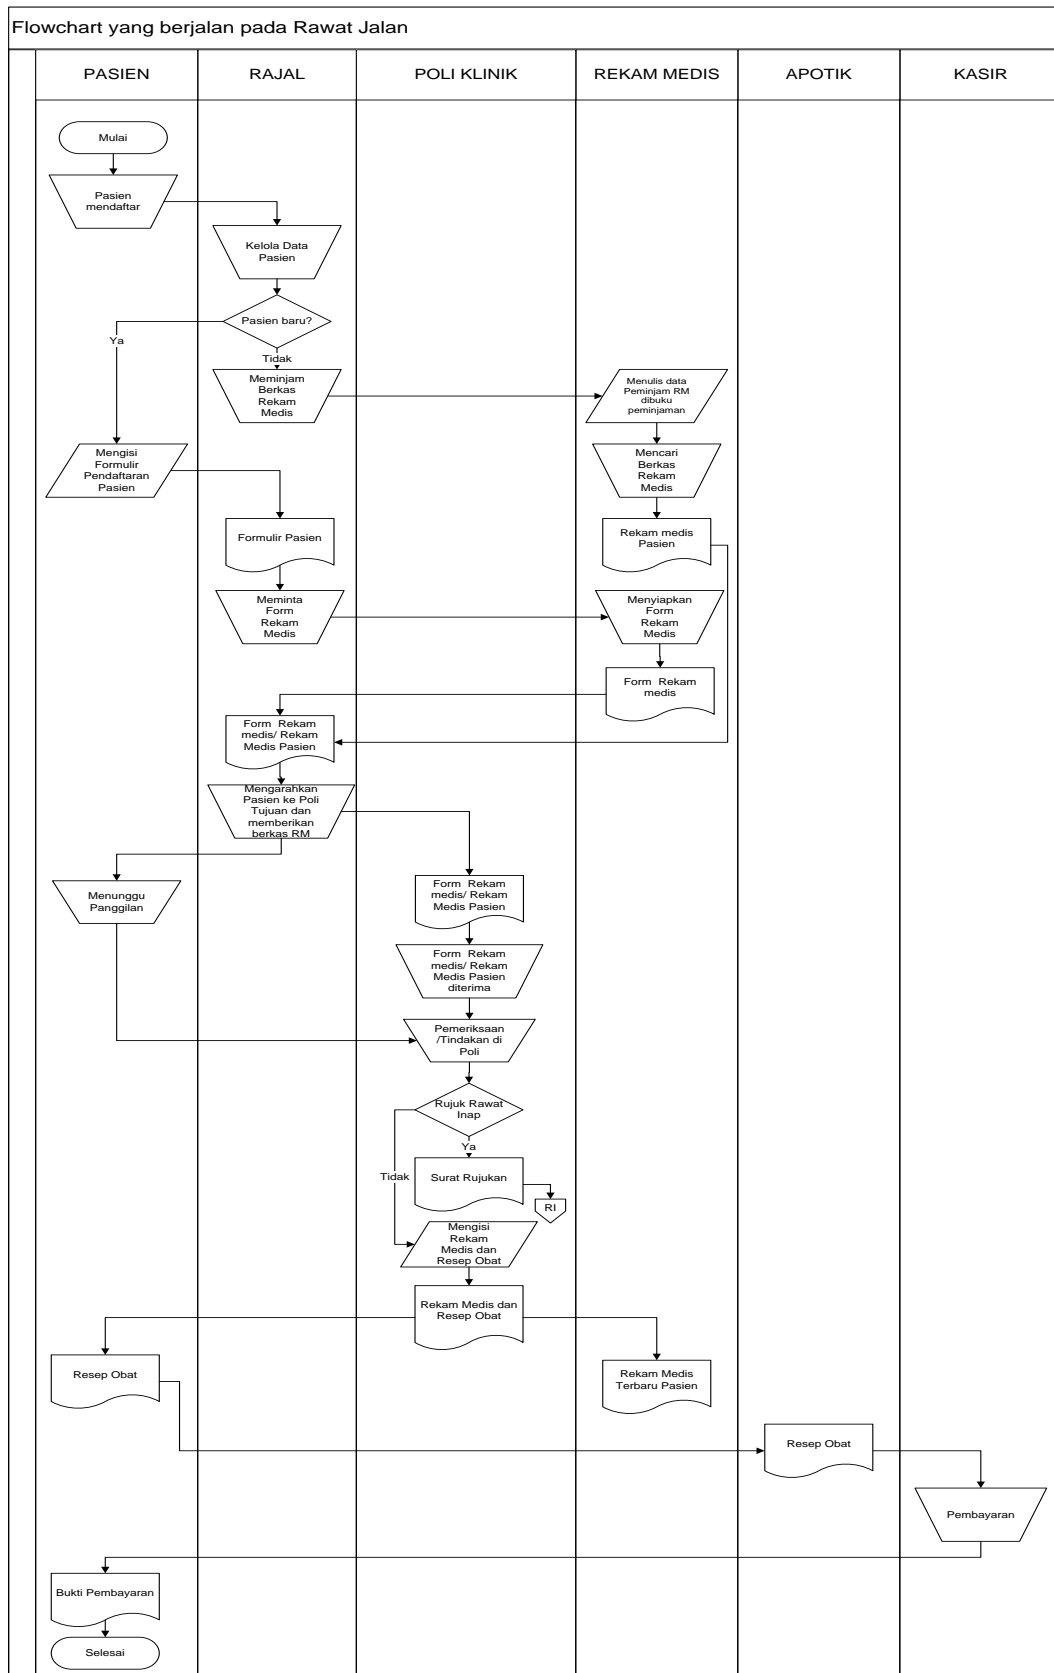 Flowchart yang berjalan pada Rawat Jalan
PASIEN
RAJAL
POLI KLINIK
REKAM MEDIS
APOTIK
KASIR
Mulai
Pasien
mendaftar
Kelola Data
Pasien
Pasien baru?
Ya
Tidak
Meminjam
Berkas
Rekam
Medis
Menulis data
Peminjam RM
dibuku
peminjaman
Mengisi
Formulir
Pendaftaran
Pasien
Mencari
Berkas
Rekam
Medis
Formulir Pasien
Rekam medis
Pasien
Meminta
Form
Rekam
Medis
Menyiapkan
Form
Rekam
Medis
Form Rekam
medis
Form Rekam
medis/ Rekam
Medis Pasien
Mengarahkan
Pasien ke Poli
Tujuan dan
memberikan
berkas RM
Menunggu
Panggilan
Form Rekam
medis/ Rekam
Medis Pasien
Form Rekam
medis/ Rekam
Medis Pasien
diterima
Pemeriksaan
/Tindakan di
Poli
Rujuk Rawat
Inap
Ya
Tidak
Surat Rujukan
RI
Mengisi
Rekam
Medis dan
Resep Obat
Rekam Medis dan
Resep Obat
Resep Obat
Rekam Medis
Terbaru Pasien
Resep Obat
Pembayaran
Bukti Pembayaran
Selesai